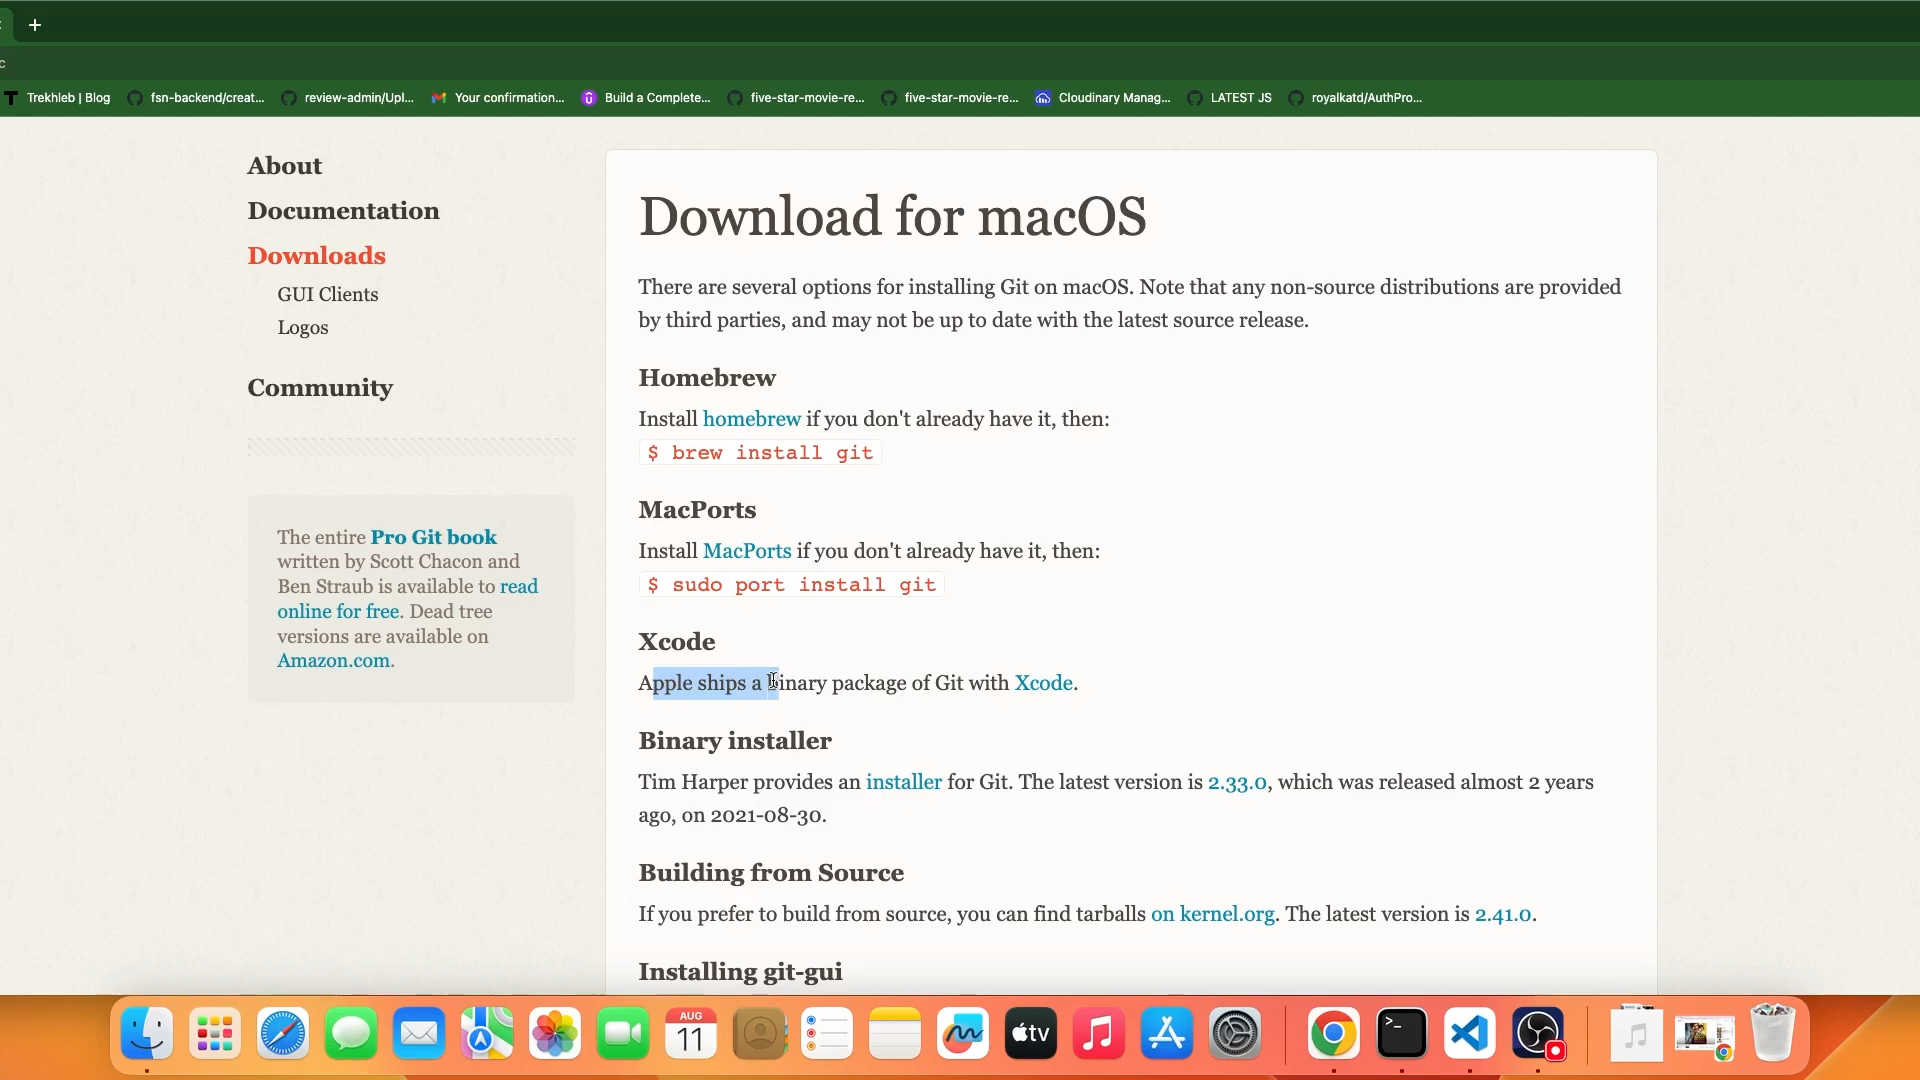 +
c
Trekhleb | Blog
fsn-backend/creat...
review-admin/Upl...
Your confirmation...
Build a Complete...
five-star-movie-re...
five-star-movie-re...
Cloudinary Manag...
LATEST JS
royalkatd/AuthPro...
About
Documentation
Downloads
GUI Clients
Logos
Community
The entire Pro Git book
written by Scott Chacon and
Ben Straub is available to read
online for free. Dead tree
versions are available on
Amazon.com.
Download for macOS
There are several options for installing Git on macOS. Note that any non-source distributions are provided
by third parties, and may not be up to date with the latest source release.
Homebrew
Install homebrew if you don't already have it, then:
$ brew install git
MacPorts
Install MacPorts if you don't already have it, then:
$ sudo port install git
Xcode
Apple ships a binary package of Git with Xcode.
Binary installer
Tim Harper provides an installer for Git. The latest version is 2.33.0, which was released almost 2 years
ago, on 2021-08-30.
Building from Source
If you prefer to build from source, you can find tarballs on kernel.org. The latest version is 2.41.0.
Installing git-gui
AUG
11
tv
>_